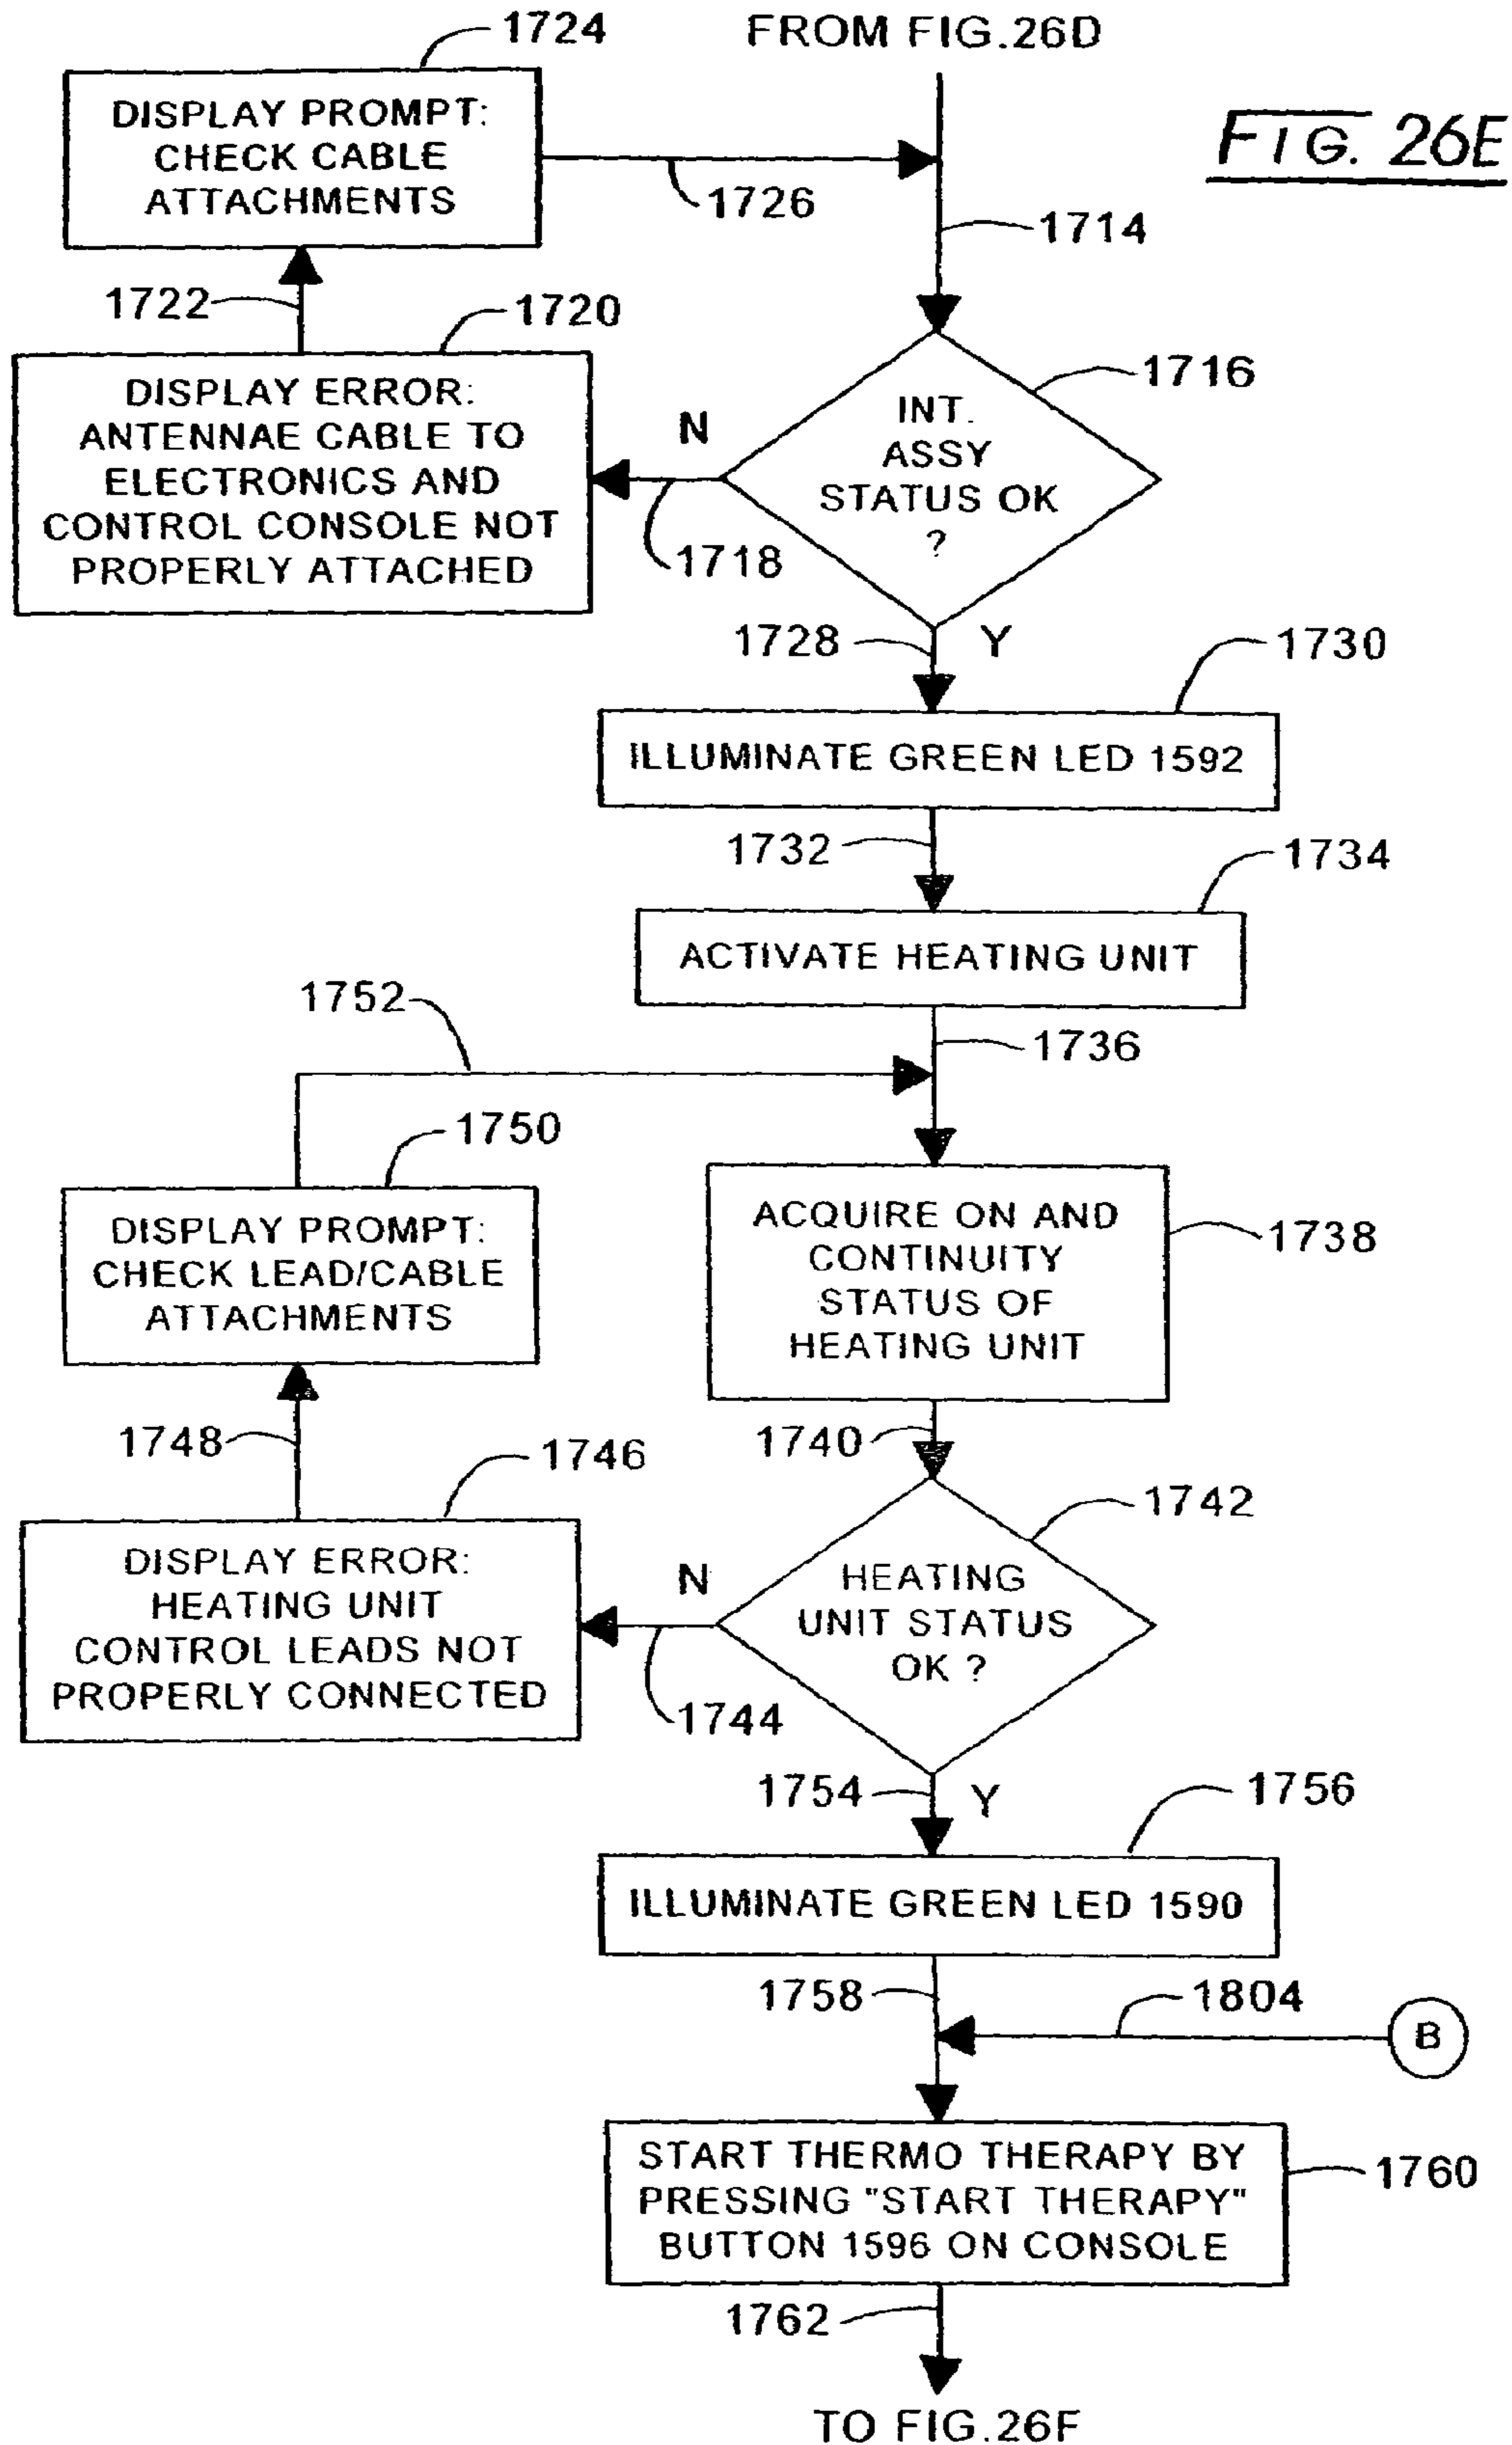 1724
FROM FIG.26D
DISPLAY PROMPT:
CHECK CABLE
ATTACHMENTS
FIG. 26E
1726
1714
1722
1720
1716
DISPLAY ERROR:
ANTENNAE CABLE TO
ELECTRONICS AND
CONTROL CONSOLE NOT
PROPERLY ATTACHED
N
INT.
ASSY
STATUS OK
?
1718
1728
Y
1730
ILLUMINATE GREEN LED 1592
1732
1734
ACTIVATE HEATING UNIT
1752
1736
1750
DISPLAY PROMPT:
CHECK LEAD/CABLE
ATTACHMENTS
ACQUIRE ON AND
CONTINUITY
STATUS OF
HEATING UNIT
1738
1748
1746
1740
1742
DISPLAY ERROR:
HEATING UNIT
CONTROL LEADS NOT
PROPERLY CONNECTED
N
HEATING
UNIT STATUS
OK ?
1744
1754
Y
1756
ILLUMINATE GREEN LED 1590
1758
1804
B
START THERMO THERAPY BY
PRESSING "START THERAPY"
BUTTON 1596 ON CONSOLE
1760
1762
TO FIG.26F